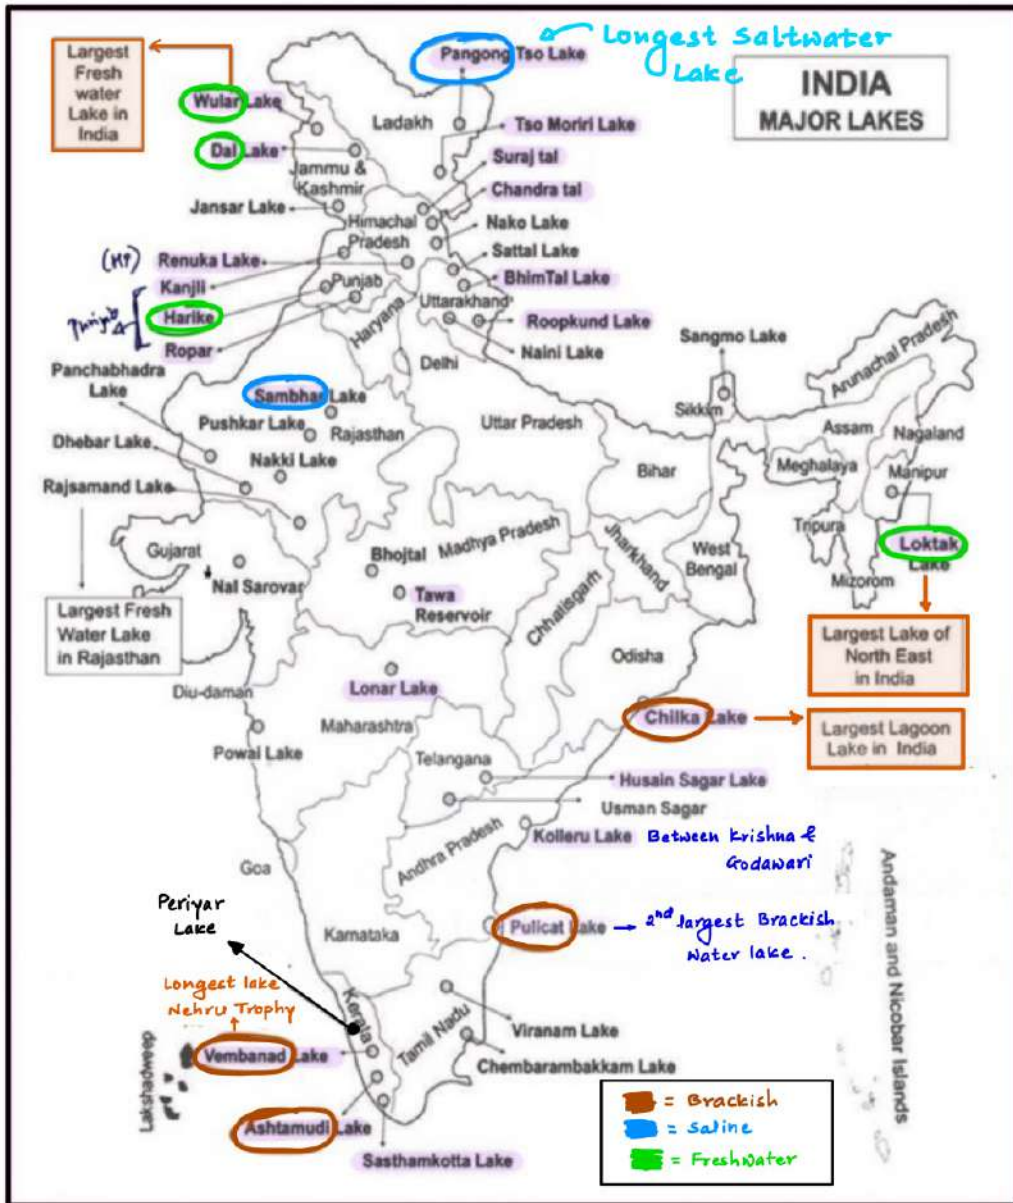 Largest
Fresh
water
Lake in
India
Pangong Tso Lake
Longest Saltwater
Lake
INDIA
MAJOR LAKES
Wular Lake
Ladakh
Tso Moriri Lake
Dal Lake
Suraj tal
Jammu &
Kashmir
Chandra tal
Jansar Lake
Himachal
Pradesh
Nako Lake
Sattal Lake
(HP)
Renuka Lake
Kanjli
Punjab
BhimTal Lake
Punjab
Harike
Uttarakhand
Roopkund Lake
Haryana
Ropar
Naini Lake
Sangmo Lake
Arunachal Pradesh
Panchabhadra
Lake
Delhi
Sambhar Lake
Sikkim
Pushkar Lake
Rajasthan
Uttar Pradesh
Assam
Nagaland
Dhebar Lake
Nakki Lake
Bihar
Meghalaya
Manipur
Rajsamand Lake
Tripura
Gujarat
Bhojtal
Madhya Pradesh
Jharkhand
West
Bengal
Loktak
Lake
Nal Sarovar
Mizorom
Tawa
Reservoir
Chhatisgarh
Largest Fresh
Water Lake
in Rajasthan
Largest Lake of
North East
in India
Odisha
Diu-daman
Lonar Lake
Chilka Lake
Largest Lagoon
Lake in India
Maharashtra
Powai Lake
Telangana
Husain Sagar Lake
Usman Sagar
Kolleru Lake
Between Krishna &
Godawari
Andhra Pradesh
Goa
Andaman and Nicobar Islands
Periyar
Lake
Karnataka
Pulicat Lake
2nd largest Brackish
Water lake.
Longest lake
Nehru Trophy
Kerala
Tamil Nadu
Viranam Lake
Vembanad Lake
Chembarambakkam Lake
Lakshadweep
Ashtamudi Lake
Sasthamkotta Lake
= Brackish
= Saline
= Freshwater